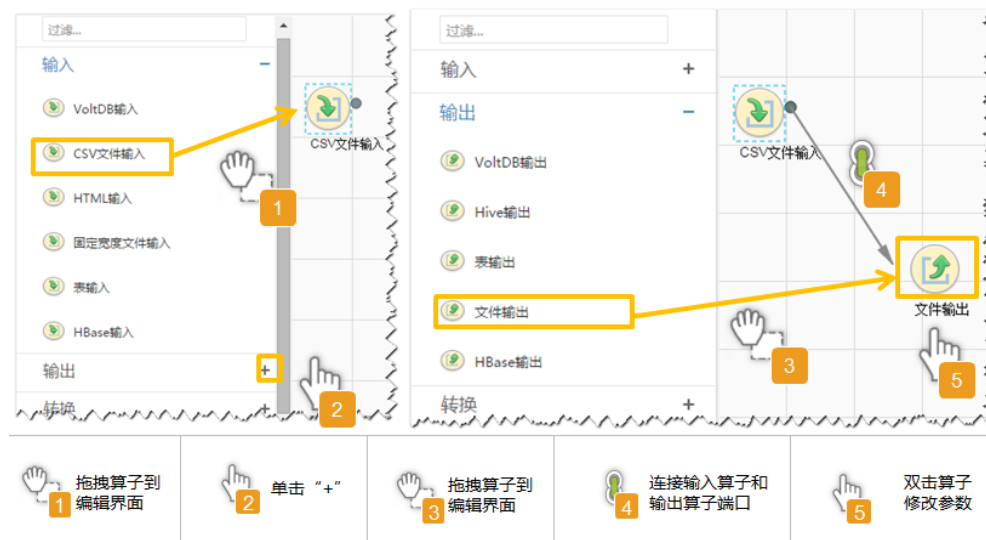 过滤...
输入
−
VoltDB输入
CSV文件输入
HTML输入
固定宽度文件输入
表输入
HBase输入
输出
+
转换
+
CSV文件输入
1
2
过滤...
输入
+
输出
−
VoltDB输出
Hive输出
表输出
文件输出
HBase输出
转换
+
CSV文件输入
4
文件输出
3
5
1
拖拽算子到
编辑界面
2
单击“+”
3
拖拽算子到
编辑界面
4
连接输入算子和
输出算子端口
5
双击算子
修改参数